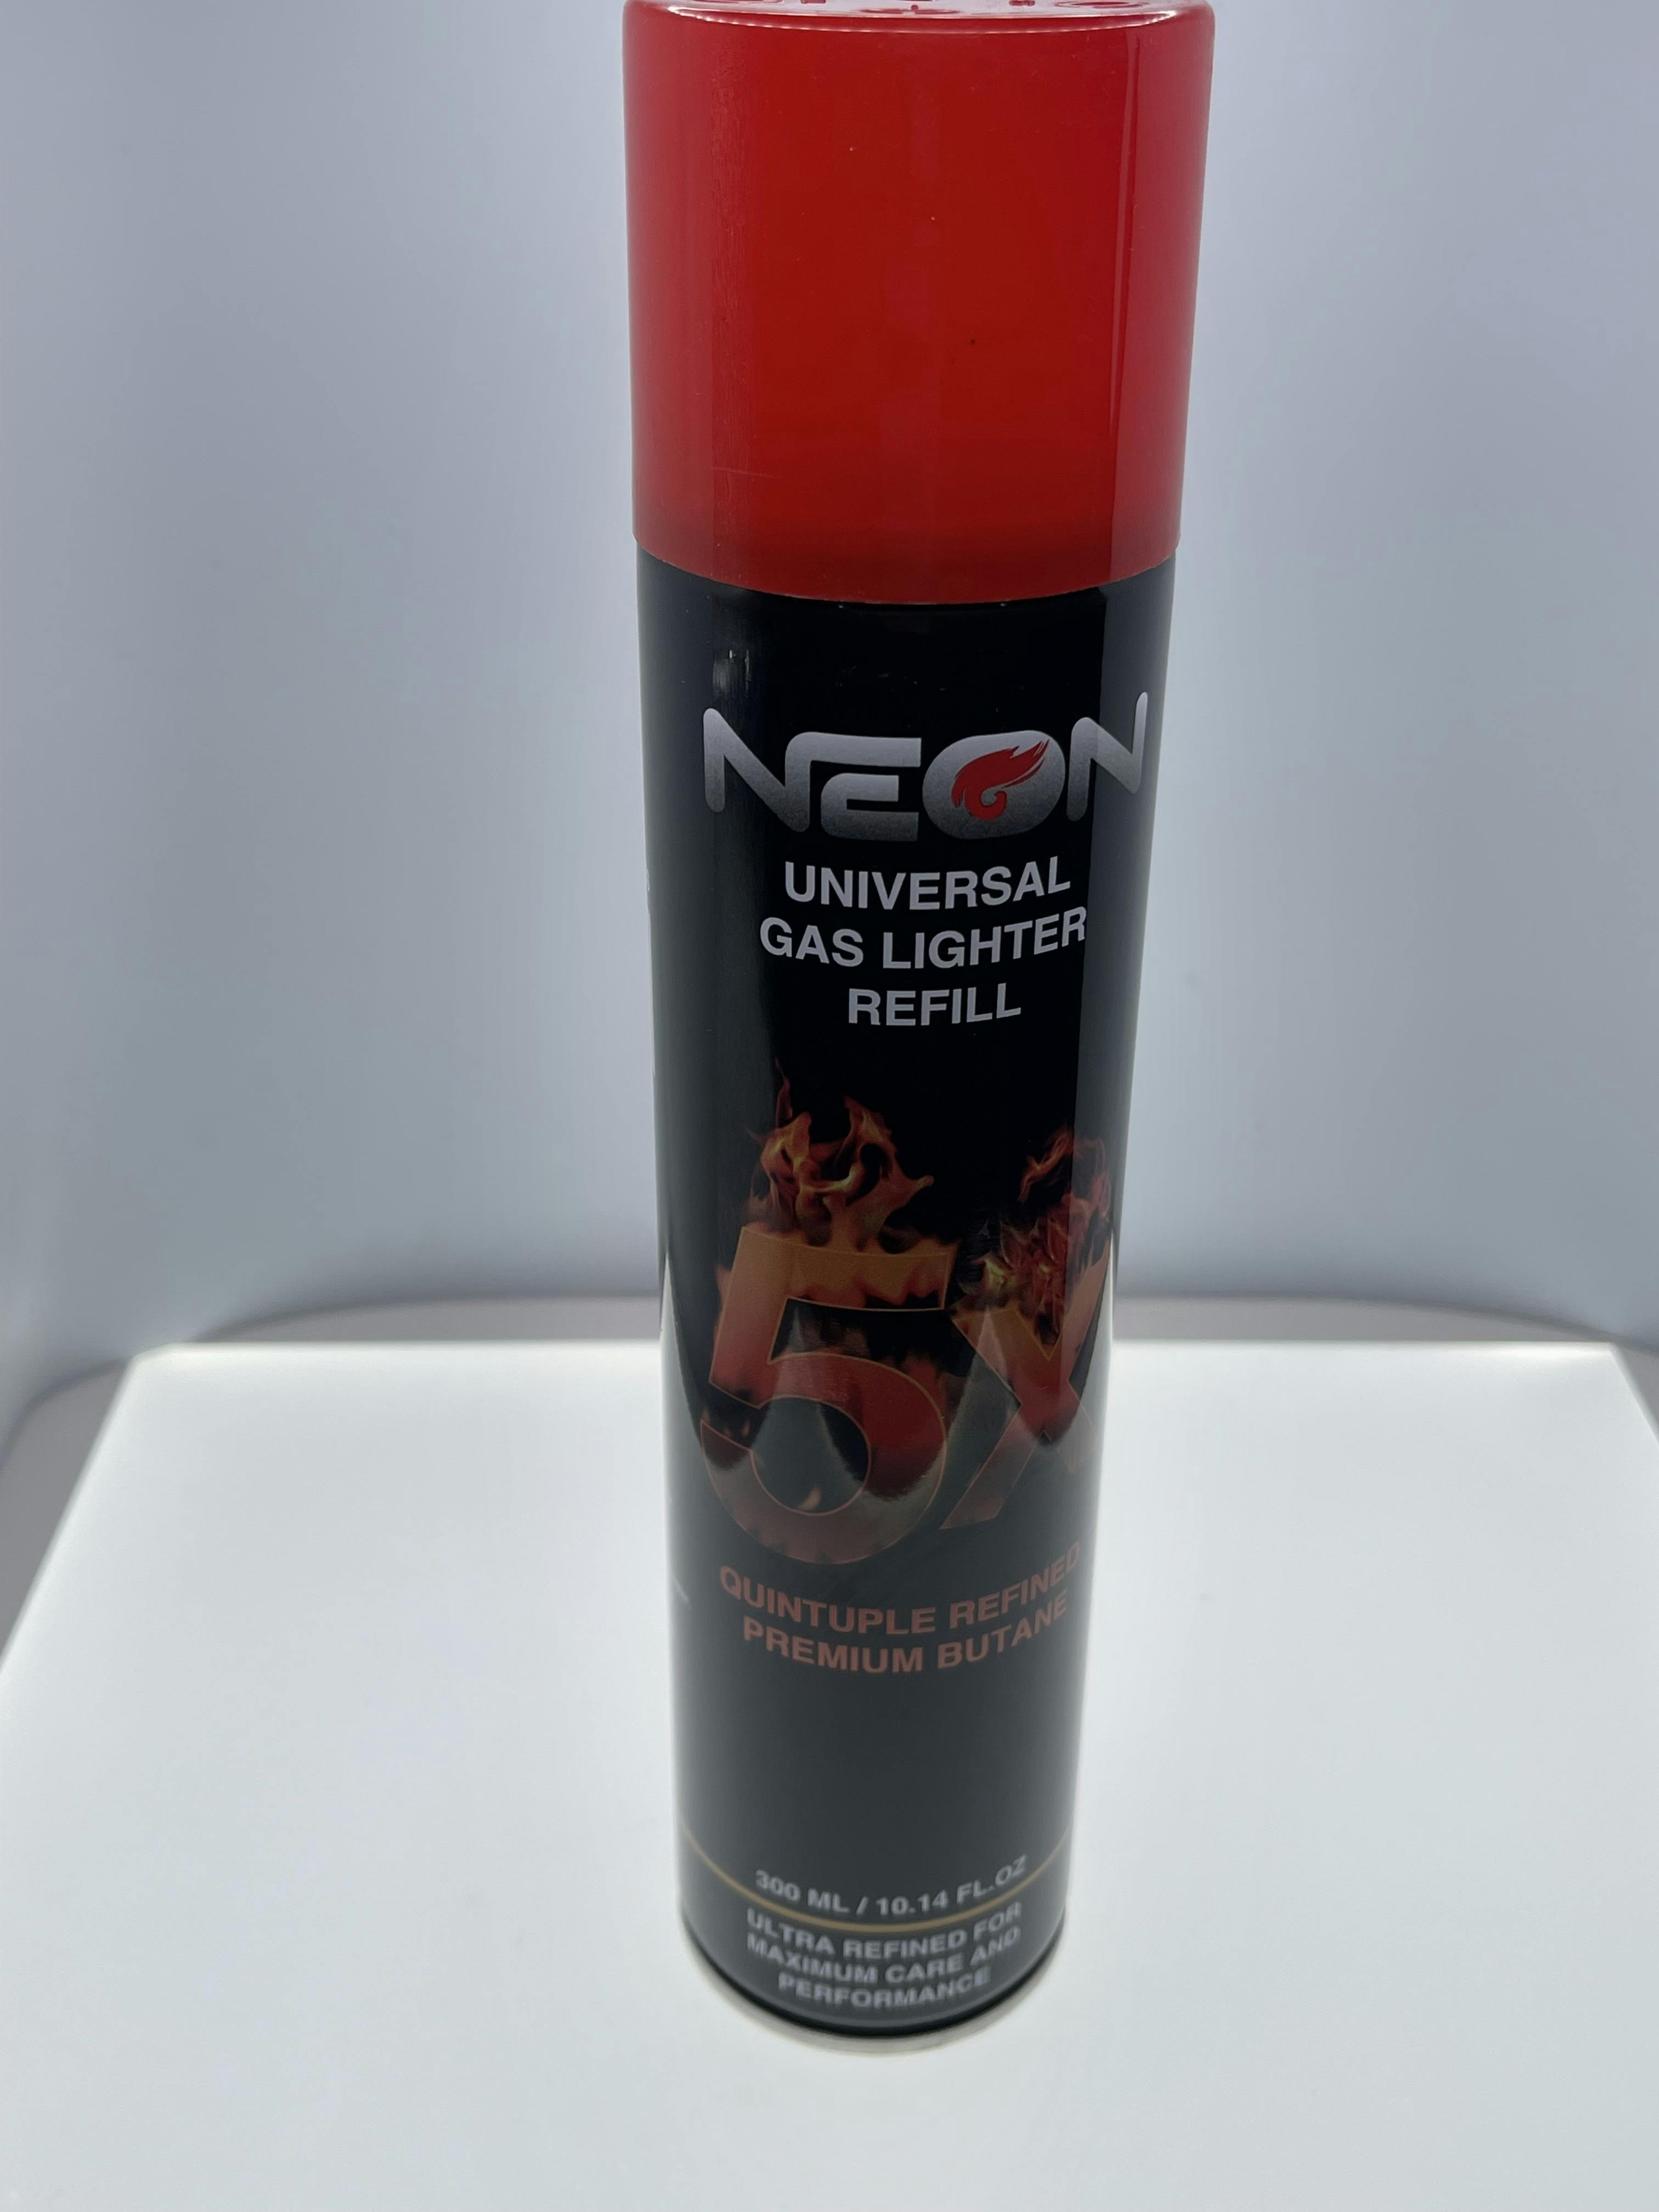 NEON
UNIVERSAL
GAS LIGHTER
REFILL
5X
QUINTUPLE REFINED
PREMIUM BUTANE
300 ML / 10.14 FL.OZ
ULTRA REFINED FOR
MAXIMUM CARE AND
PERFORMANCE